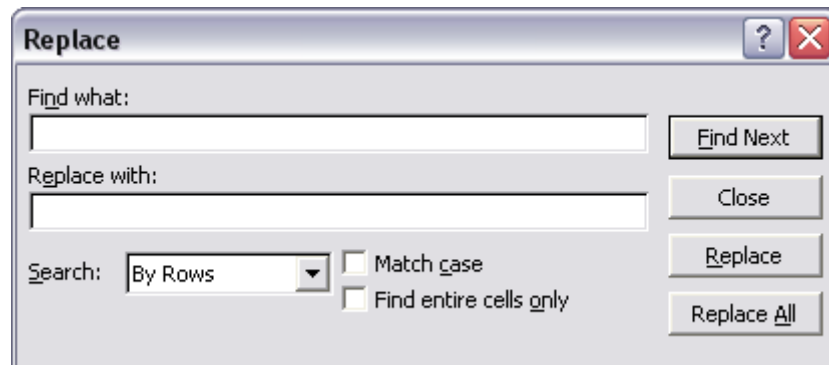 Replace
?
Find what:
Find Next
Replace with:
Close
Search:
By Rows
Match case
Replace
Find entire cells only
Replace All